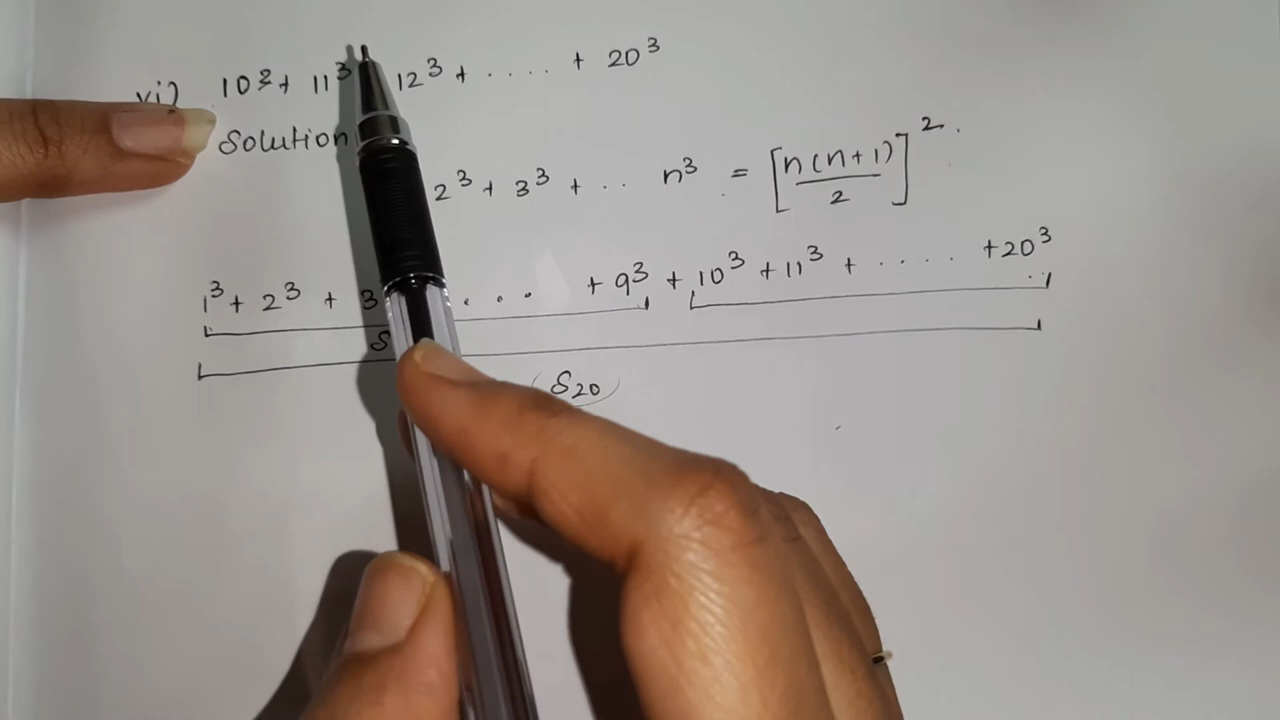 vi) 10³ + 11³ 12³ + .... + 20³
Solution
2³ + 3³ + ... n³ = [n(n+1)/2]².
1³ + 2³ + 3 ... + 9³ + 10³ + 11³ + ..... + 20³
S
S₂₀